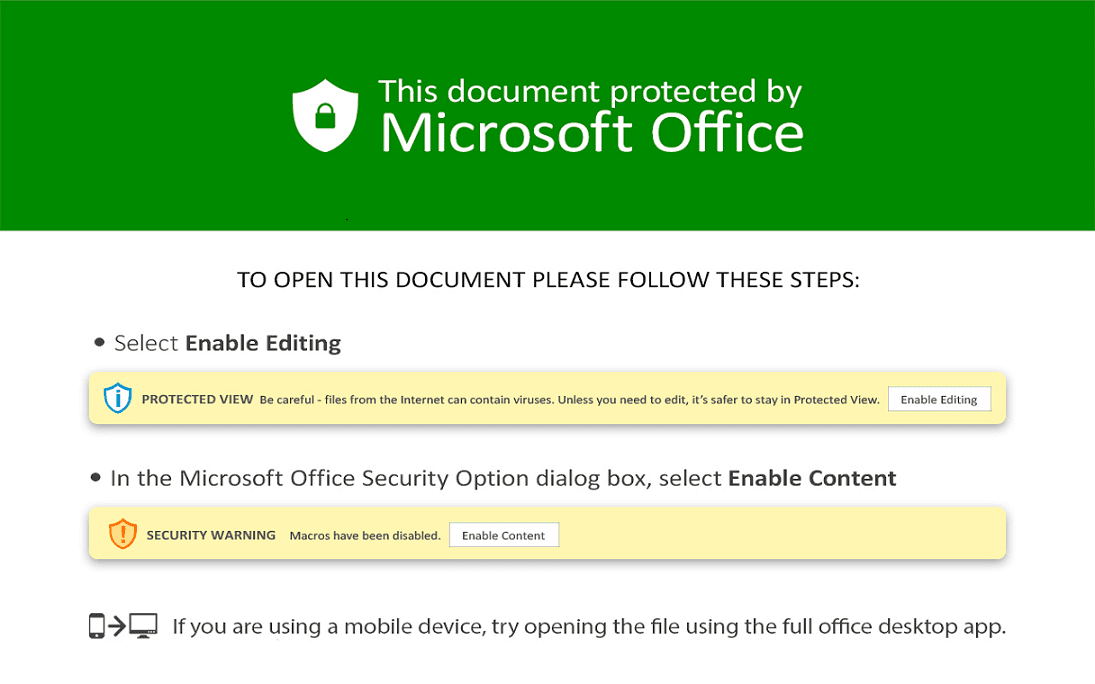 This document protected by
Microsoft Office
TO OPEN THIS DOCUMENT PLEASE FOLLOW THESE STEPS:
• Select Enable Editing
PROTECTED VIEW Be careful - files from the Internet can contain viruses. Unless you need to edit, it’s safer to stay in Protected View. Enable Editing
• In the Microsoft Office Security Option dialog box, select Enable Content
SECURITY WARNING Macros have been disabled. Enable Content
If you are using a mobile device, try opening the file using the full office desktop app.